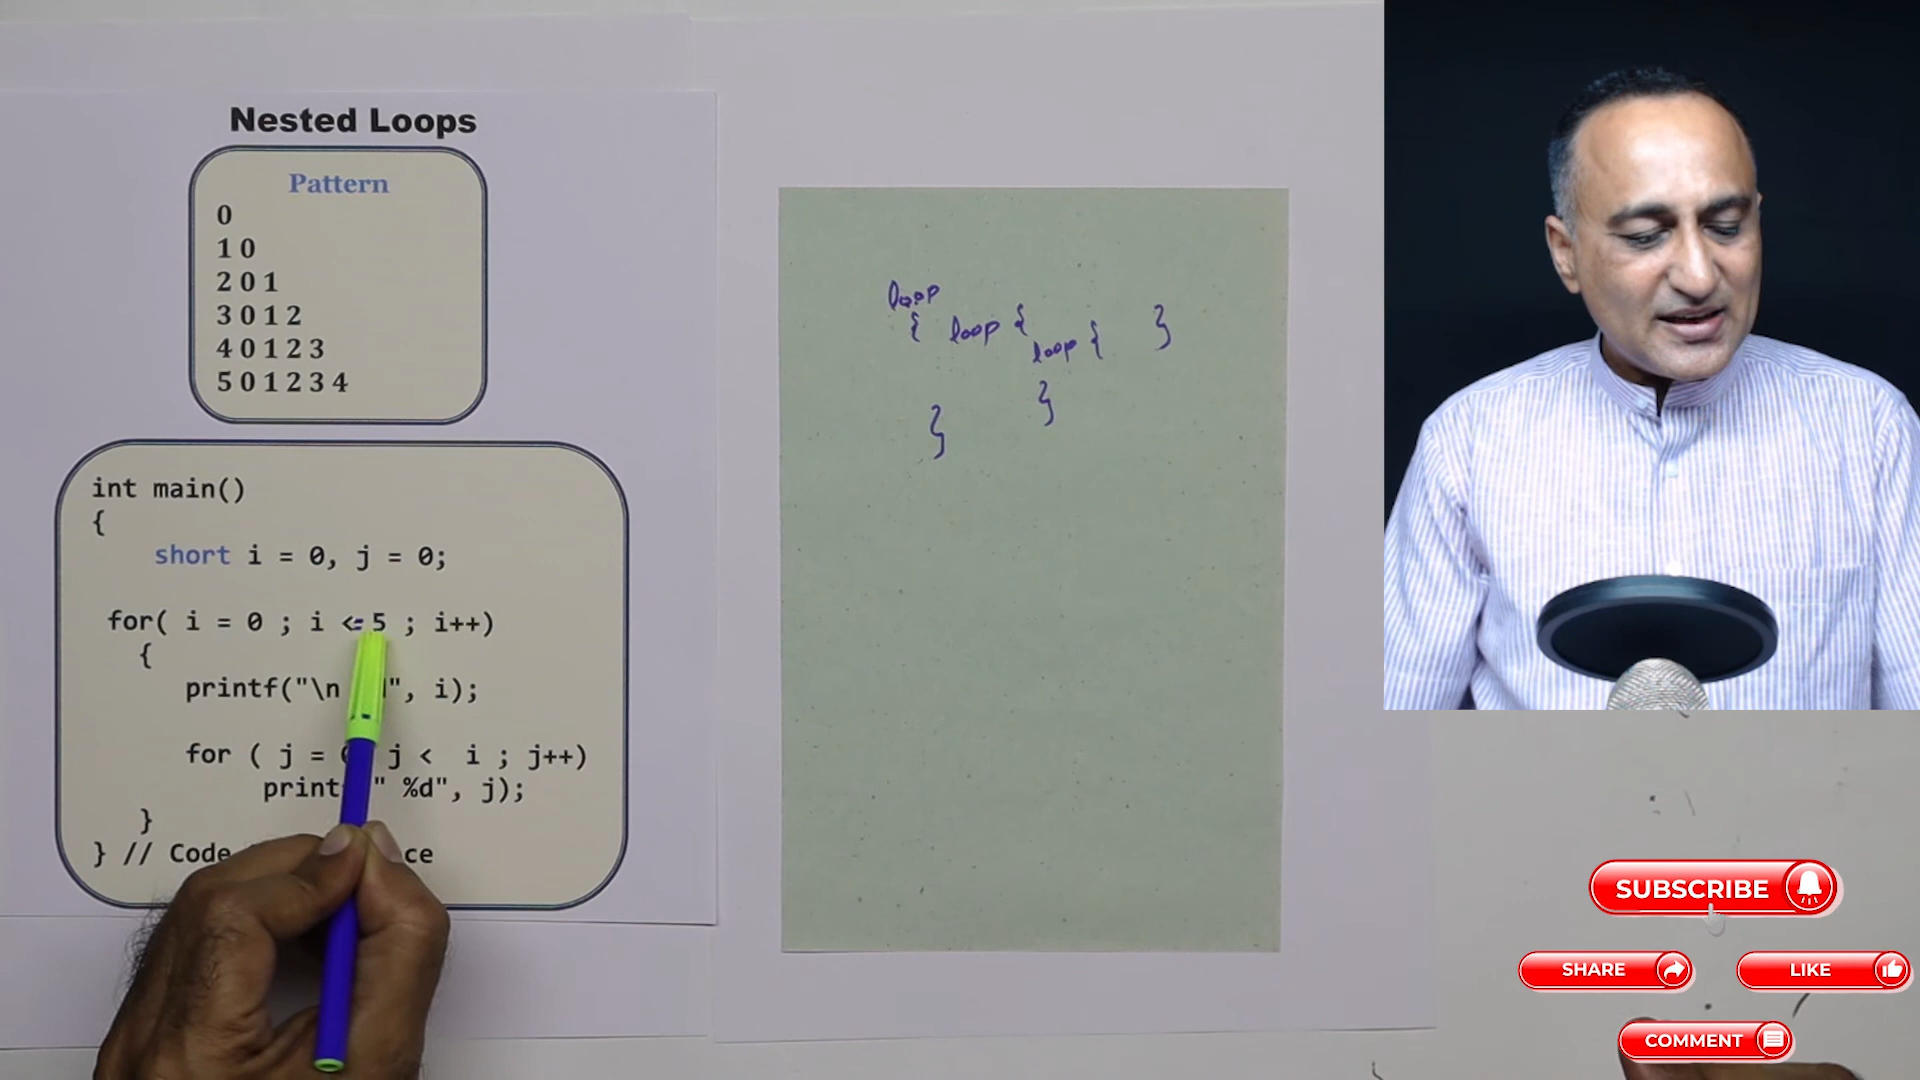 Nested Loops
Pattern
0
1 0
2 0 1
3 0 1 2
4 0 1 2 3
5 0 1 2 3 4
int main()
{
short i = 0, j = 0;
for( i = 0 ; i <= 5 ; i++)
{
printf("\n ", i);
for ( j = j < i ; j++)
" %d", j);
}
} // Code
loop
{ loop {
loop { }
}
}
SUBSCRIBE
SHARE
LIKE
COMMENT